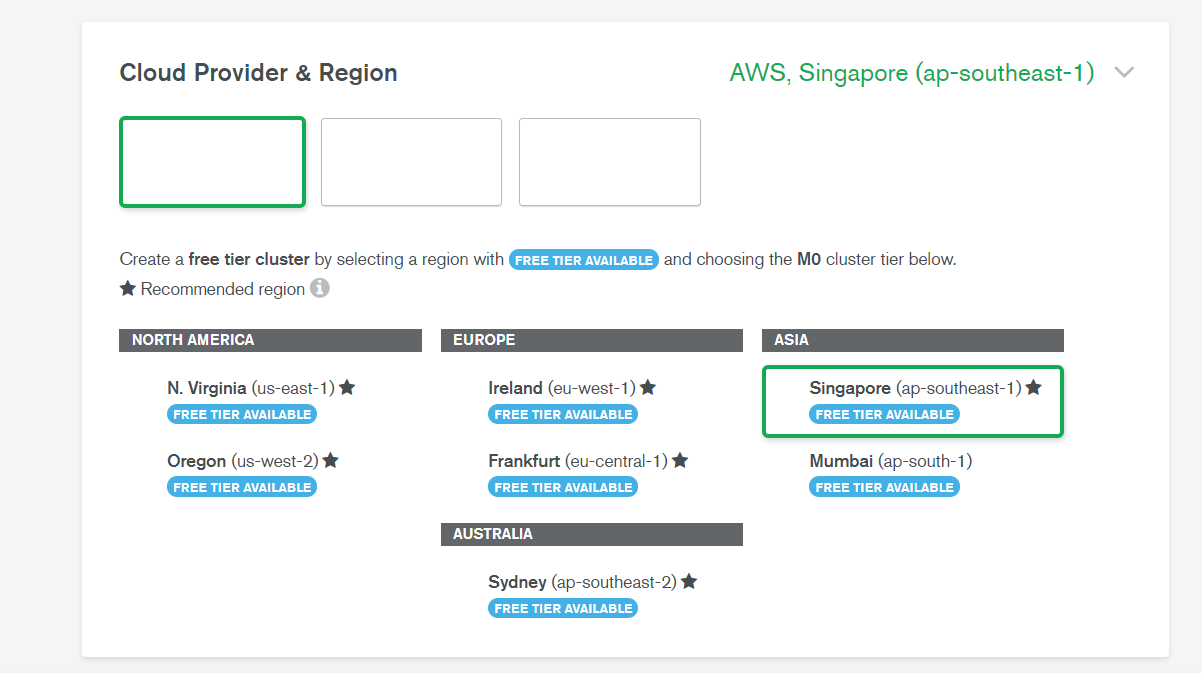 Cloud Provider & Region
AWS, Singapore (ap-southeast-1)
Create a free tier cluster by selecting a region with FREE TIER AVAILABLE and choosing the M0 cluster tier below.
★ Recommended region i
NORTH AMERICA
N. Virginia (us-east-1) ★
FREE TIER AVAILABLE
Oregon (us-west-2) ★
FREE TIER AVAILABLE
EUROPE
Ireland (eu-west-1) ★
FREE TIER AVAILABLE
Frankfurt (eu-central-1) ★
FREE TIER AVAILABLE
AUSTRALIA
Sydney (ap-southeast-2) ★
FREE TIER AVAILABLE
ASIA
Singapore (ap-southeast-1) ★
FREE TIER AVAILABLE
Mumbai (ap-south-1)
FREE TIER AVAILABLE